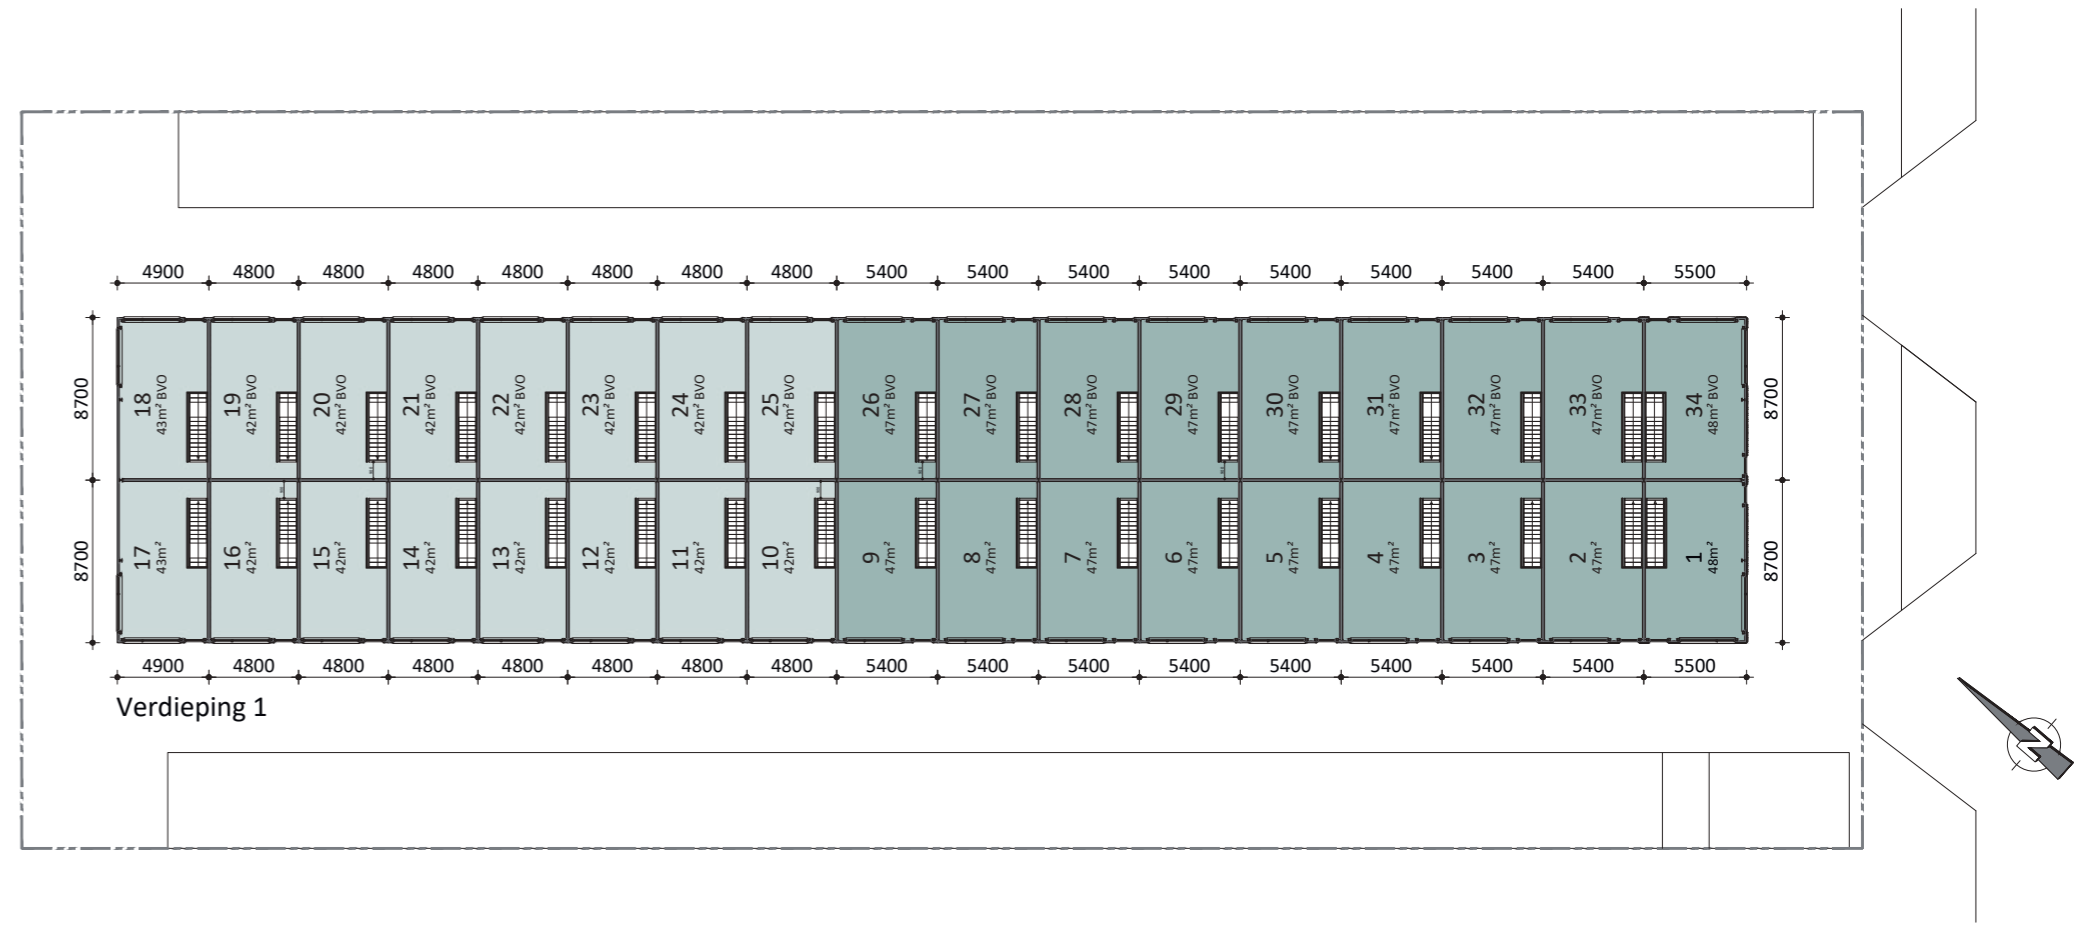 4900 4800 4800 4800 4800 4800 4800 4800 5400 5400 5400 5400 5400 5400 5400 5400 5500
8700
18
43m² BVO
19
42m² BVO
20
42m² BVO
21
42m² BVO
22
42m² BVO
23
42m² BVO
24
42m² BVO
25
42m² BVO
26
47m² BVO
27
47m² BVO
28
47m² BVO
29
47m² BVO
30
47m² BVO
31
47m² BVO
32
47m² BVO
33
47m² BVO
34
48m² BVO
8700
8700
17
43m²
16
42m²
15
42m²
14
42m²
13
42m²
12
42m²
11
42m²
10
42m²
9
47m²
8
47m²
7
47m²
6
47m²
5
47m²
4
47m²
3
47m²
2
47m²
1
48m²
8700
4900 4800 4800 4800 4800 4800 4800 4800 5400 5400 5400 5400 5400 5400 5400 5400 5500
Verdieping 1
N